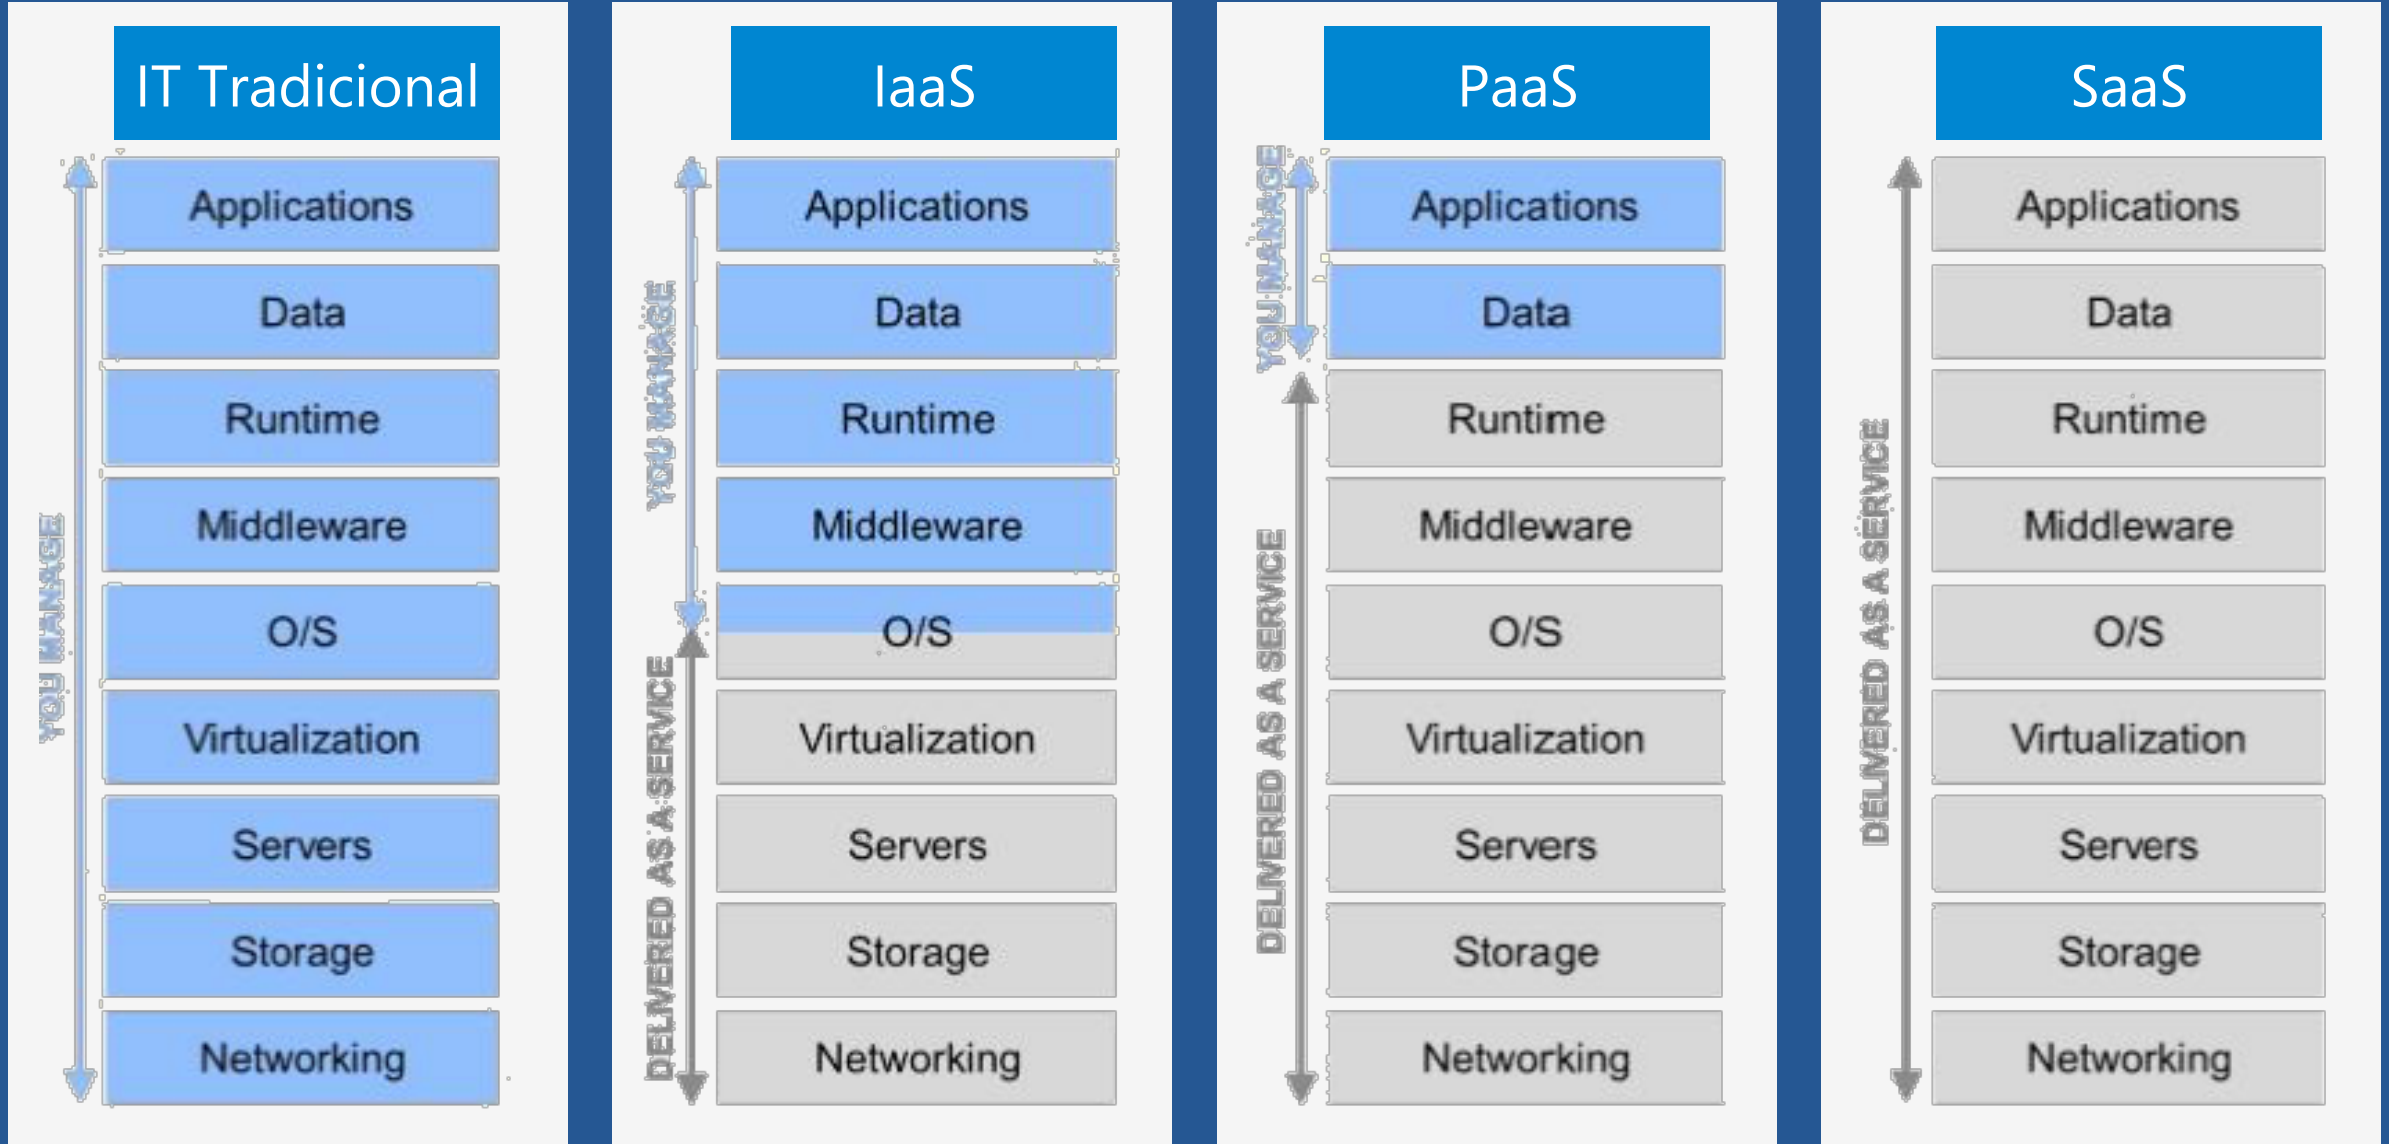 IT Tradicional
YOU MANAGE
Applications
Data
Runtime
Middleware
O/S
Virtualization
Servers
Storage
Networking
IaaS
YOU MANAGE
DELIVERED AS A SERVICE
Applications
Data
Runtime
Middleware
O/S
Virtualization
Servers
Storage
Networking
PaaS
YOU MANAGE
DELIVERED AS A SERVICE
Applications
Data
Runtime
Middleware
O/S
Virtualization
Servers
Storage
Networking
SaaS
DELIVERED AS A SERVICE
Applications
Data
Runtime
Middleware
O/S
Virtualization
Servers
Storage
Networking